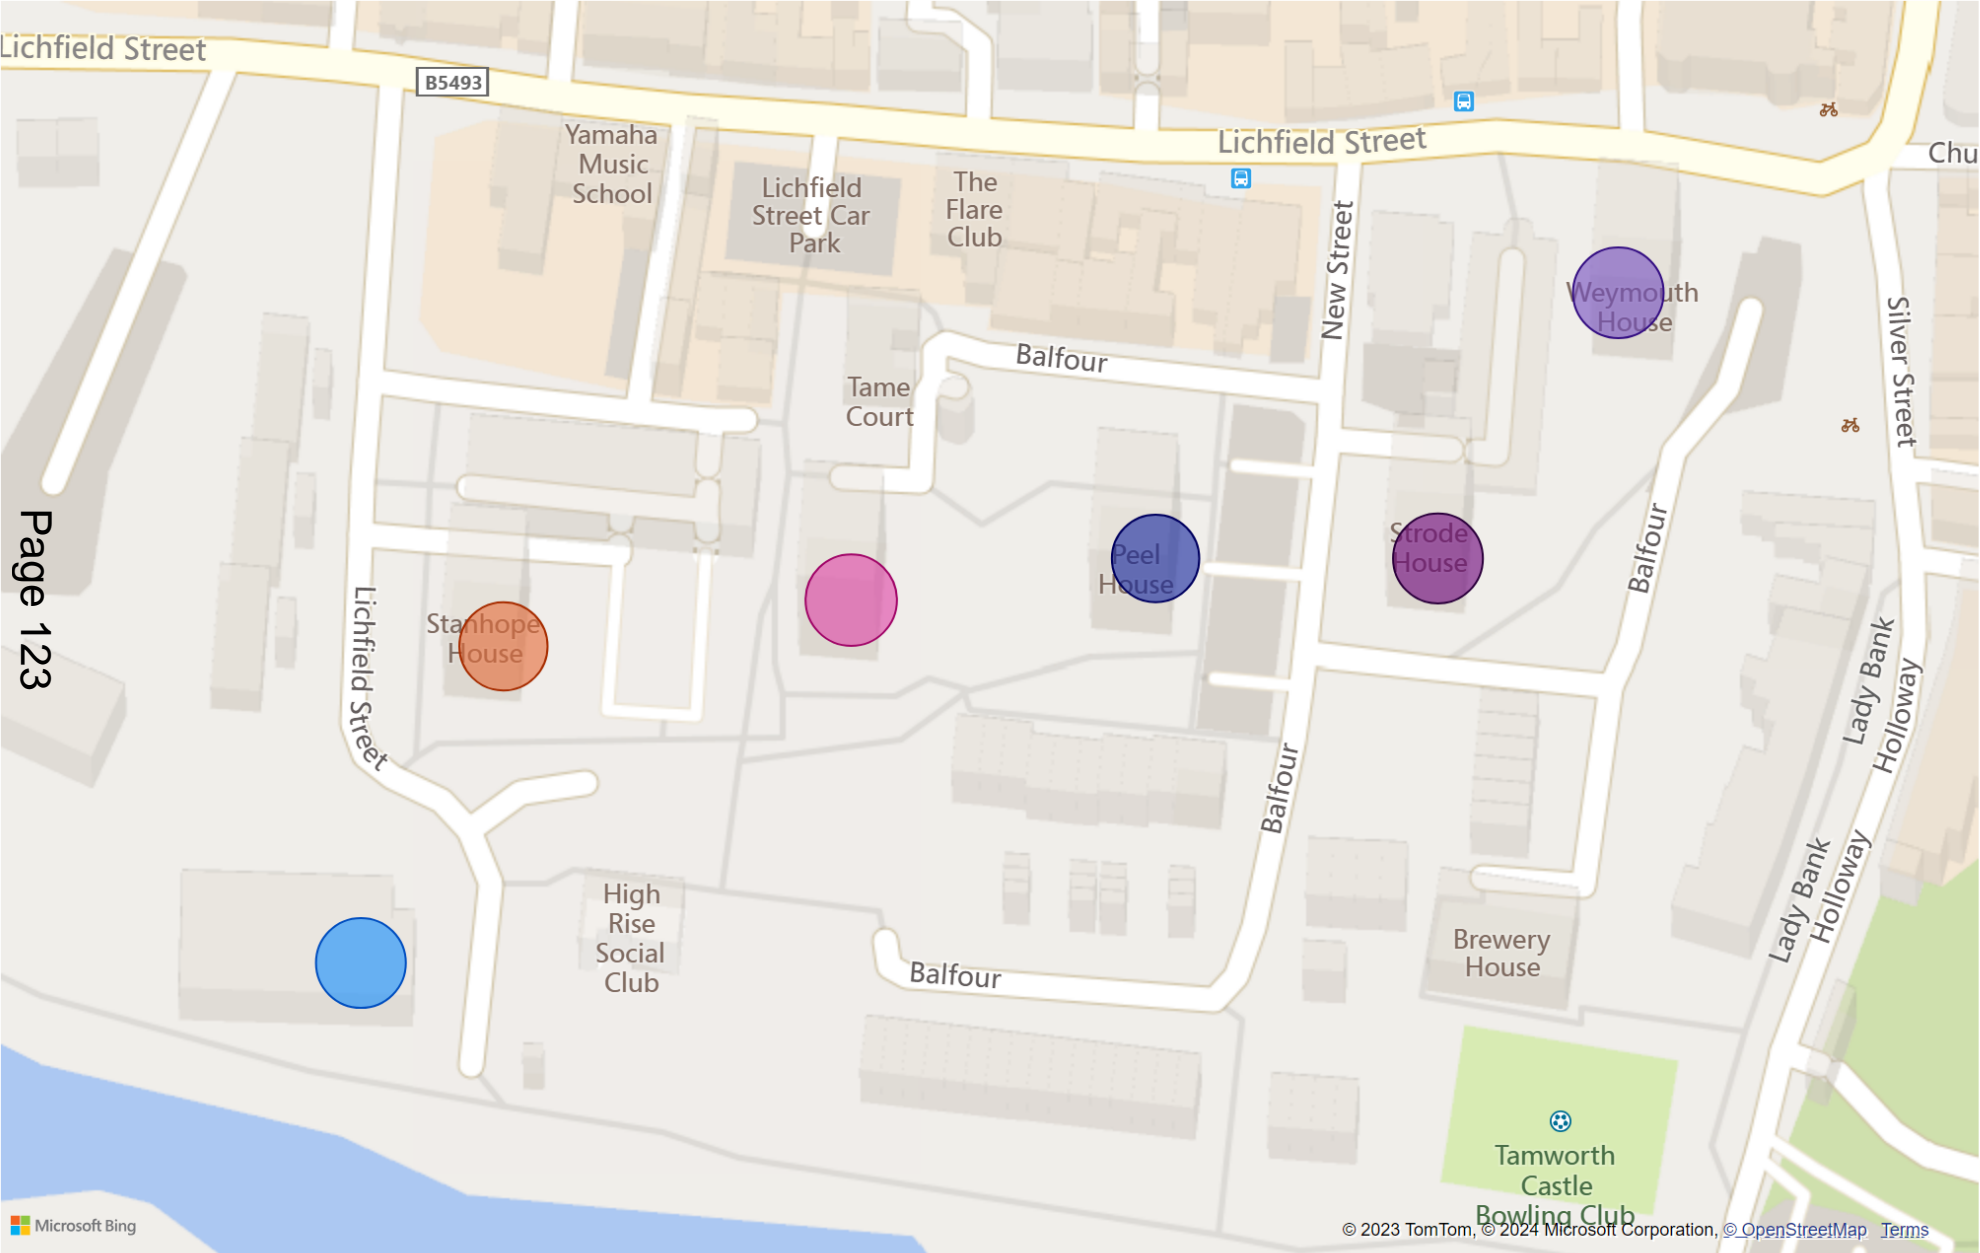 Lichfield Street
B5493
Yamaha
Music
School
Lichfield
Street Car
Park
The
Flare
Club
Lichfield Street
Chu
New Street
Weymouth
House
Silver Street
Balfour
Tame
Court
Page 123
Peel
House
Strode
House
Balfour
Stanhope
House
Lichfield Street
Lady Bank
Holloway
Balfour
High
Rise
Social
Club
Balfour
Brewery
House
Lady Bank
Holloway
Tamworth
Castle
Bowling Club
Microsoft Bing
© 2023 TomTom, © 2024 Microsoft Corporation, © OpenStreetMap Terms